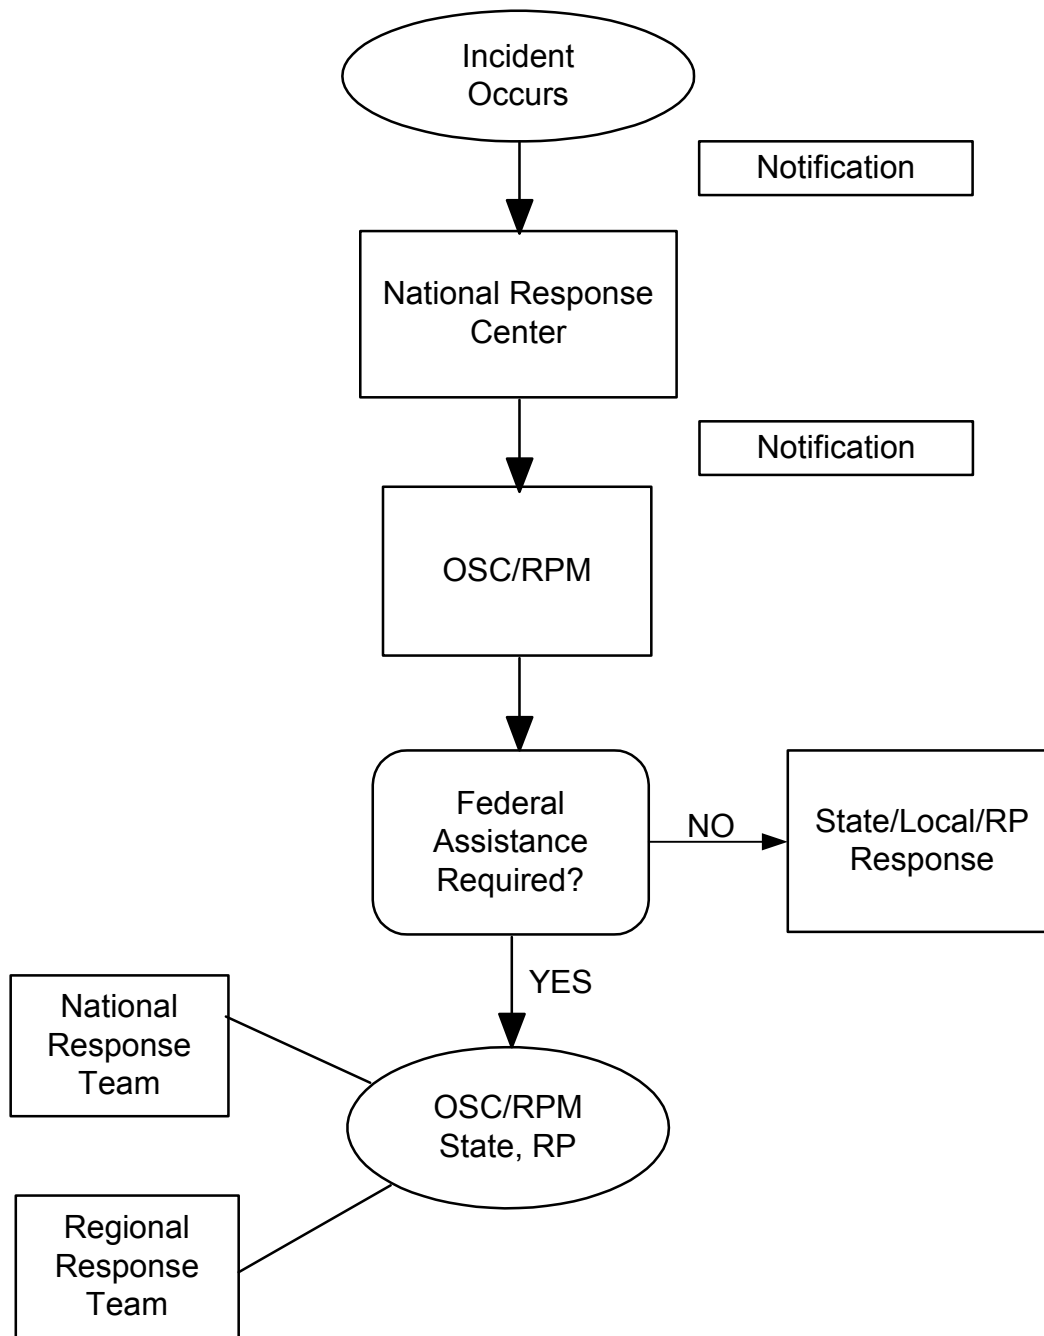 Incident
Occurs
Notification
National Response
Center
Notification
OSC/RPM
Federal
Assistance
Required?
NO
State/Local/RP
Response
YES
National
Response
Team
OSC/RPM
State, RP
Regional
Response
Team